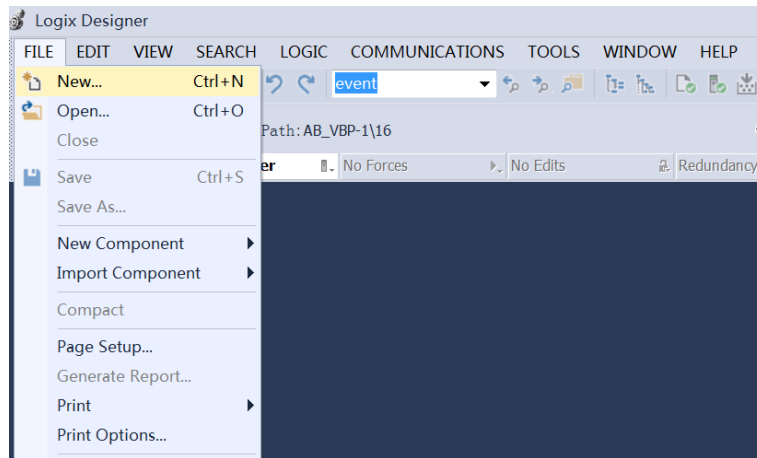 Logix Designer
FILE EDIT VIEW SEARCH LOGIC COMMUNICATIONS TOOLS WINDOW HELP
New... Ctrl+N event
Open... Ctrl+O
Path: AB_VBP-1\16
Close
er No Forces No Edits Redundancy
Save Ctrl+S
Save As...
New Component
Import Component
Compact
Page Setup...
Generate Report...
Print
Print Options...